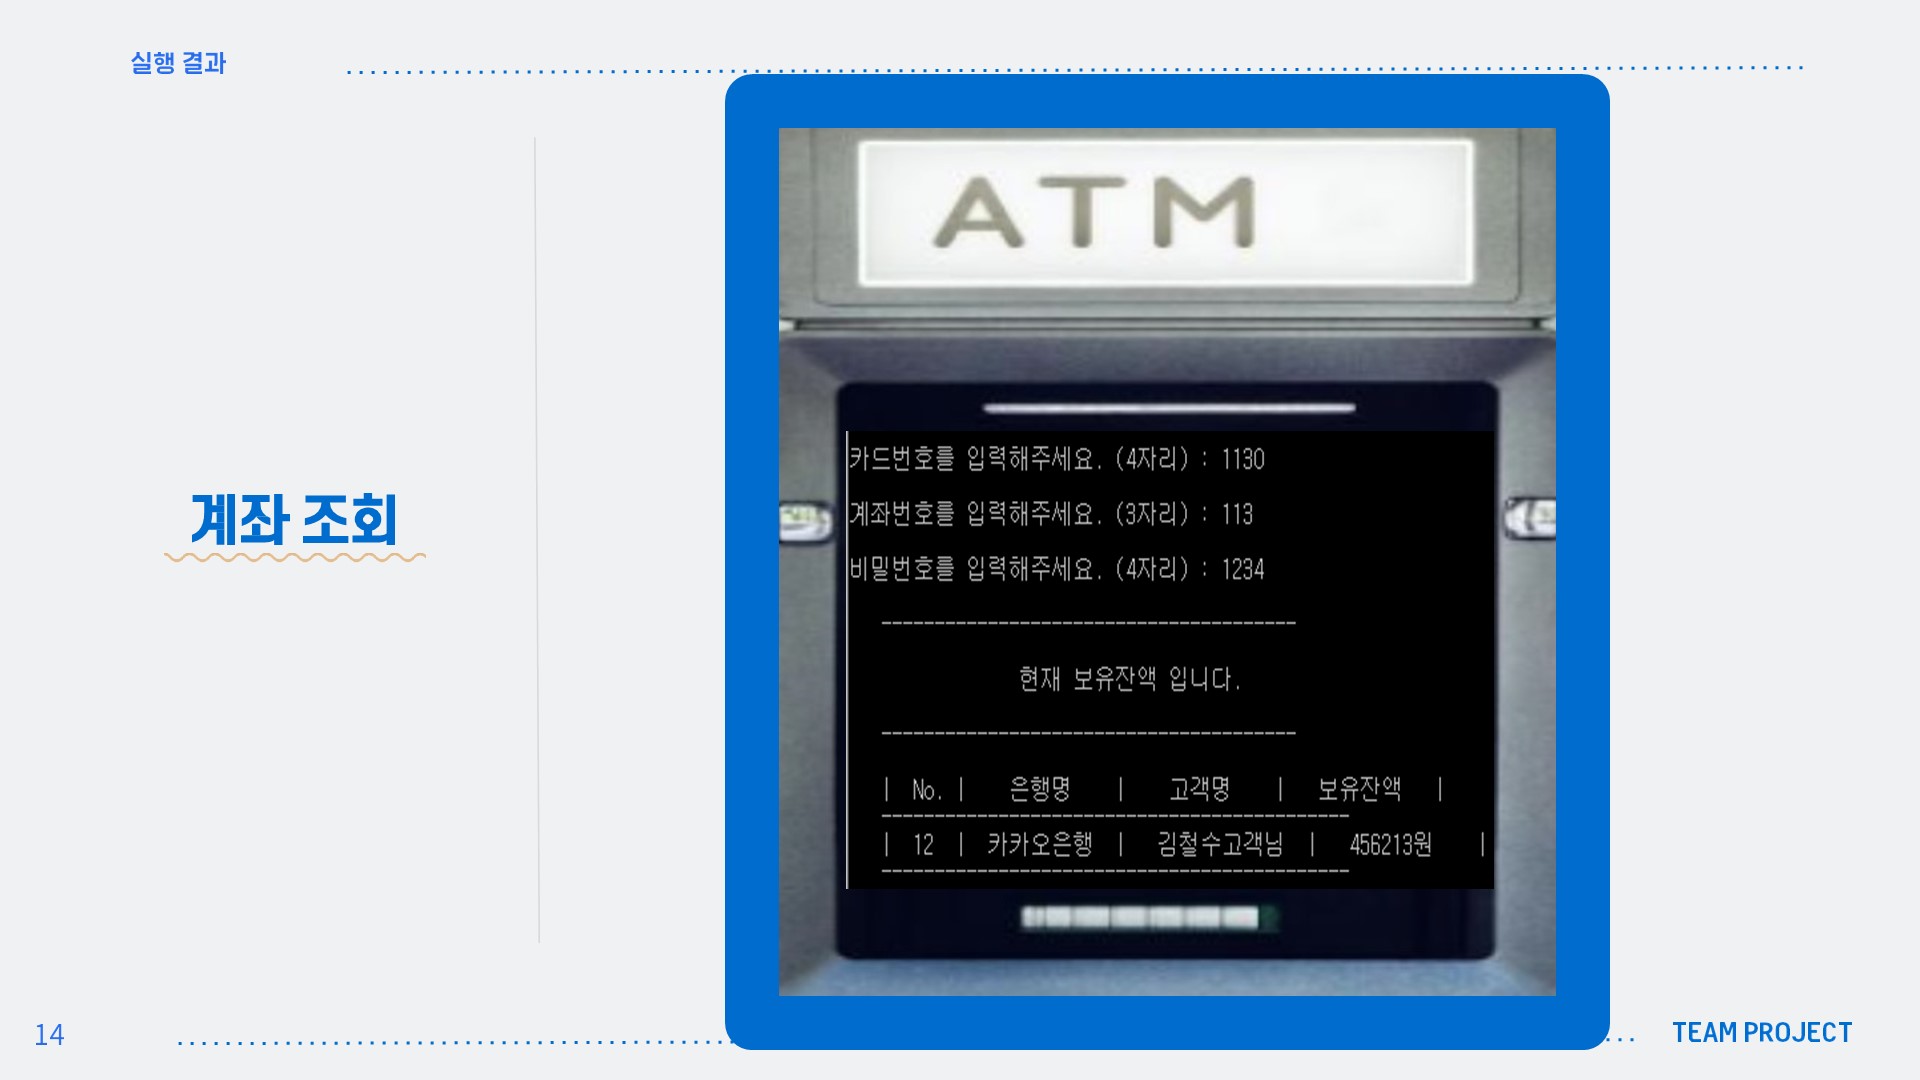 실행 결과
계좌 조회
ATM
카드번호를 입력해주세요. (4자리) : 1130
계좌번호를 입력해주세요. (3자리) : 113
비밀번호를 입력해주세요. (4자리) : 1234
---------------------------------------
현재 보유잔액 입니다.
---------------------------------------
| No. | 은행명 | 고객명 | 보유잔액 |
--------------------------------------------
| 12 | 카카오은행 | 김철수고객님 | 456213원 |
--------------------------------------------
14
TEAM PROJECT